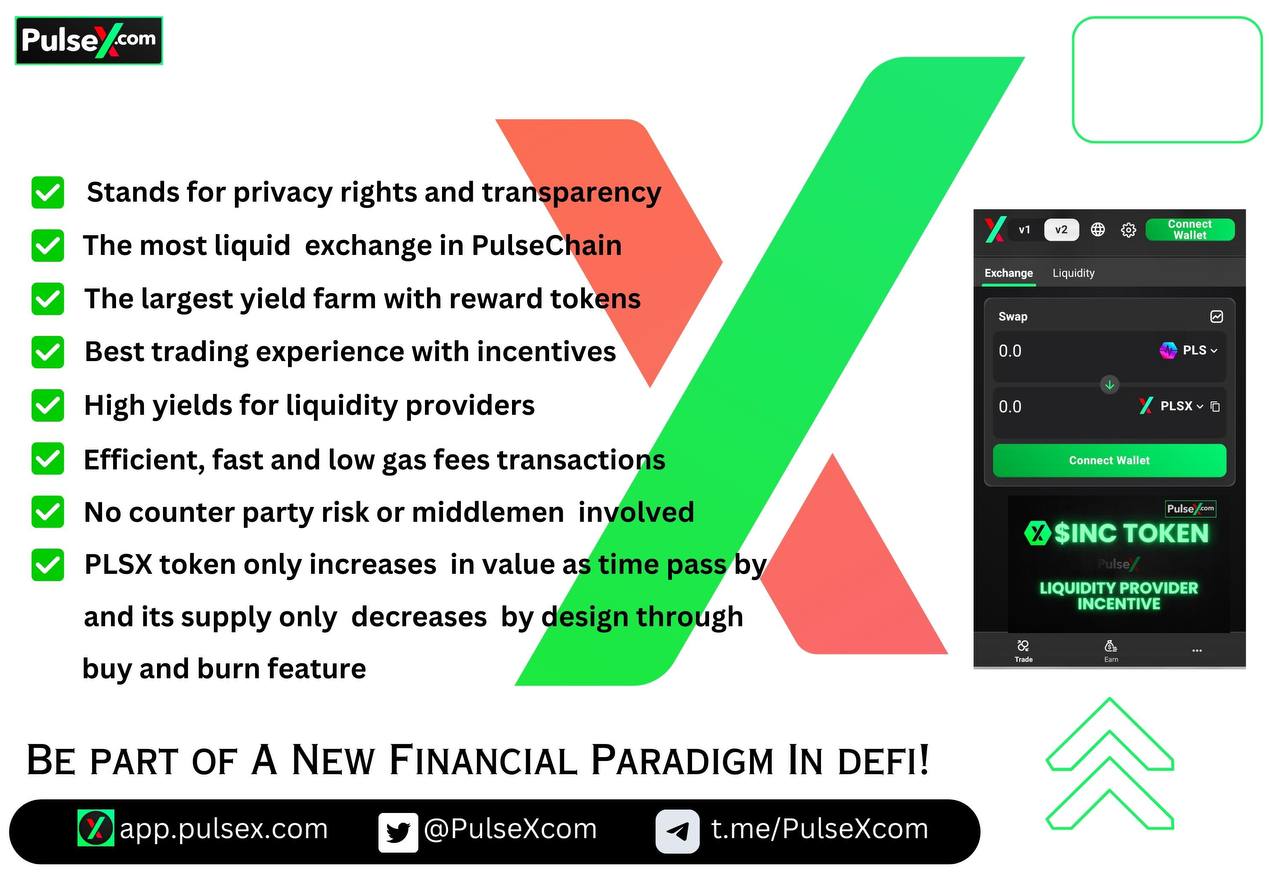 PulseX.com
Stands for privacy rights and transparency
The most liquid exchange in PulseChain
The largest yield farm with reward tokens
Best trading experience with incentives
High yields for liquidity providers
Efficient, fast and low gas fees transactions
No counter party risk or middlemen involved
PLSX token only increases in value as time pass by
and its supply only decreases by design through
buy and burn feature
v1 v2 Connect Wallet
Exchange Liquidity
Swap
0.0 PLS
0.0 PLSX
Connect Wallet
PulseX.com
$INC TOKEN
PulseX
LIQUIDITY PROVIDER
INCENTIVE
Trade Earn
BE PART OF A NEW FINANCIAL PARADIGM IN DEFI!
app.pulsex.com @PulseXcom t.me/PulseXcom